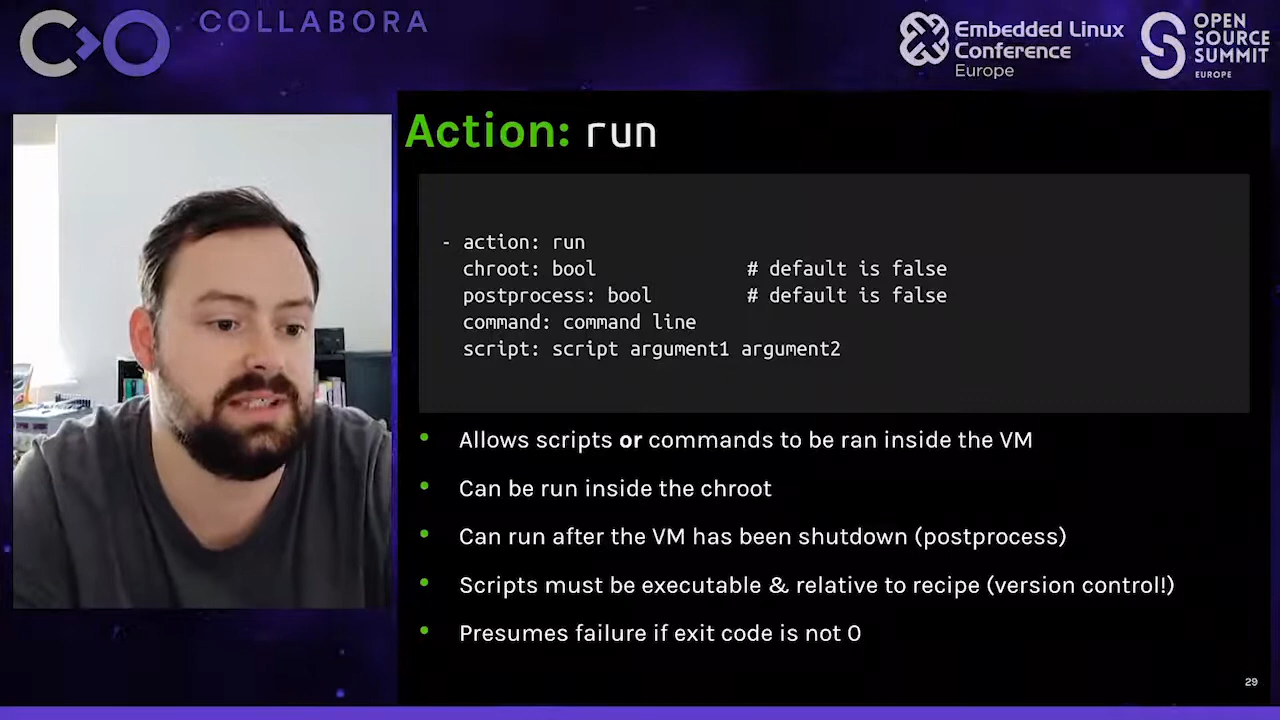 COLLABORA
Embedded Linux
Conference
Europe
OPEN
SOURCE
SUMMIT
EUROPE
Action: run
- action: run
chroot: bool # default is false
postprocess: bool # default is false
command: command line
script: script argument1 argument2
• Allows scripts or commands to be ran inside the VM
• Can be run inside the chroot
• Can run after the VM has been shutdown (postprocess)
• Scripts must be executable & relative to recipe (version control!)
• Presumes failure if exit code is not 0
29